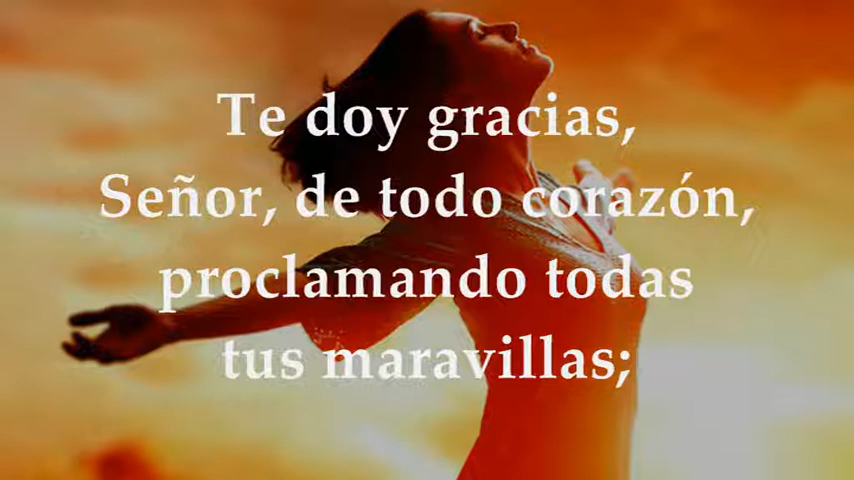 Te doy gracias,
Señor, de todo corazón,
proclamando todas
tus maravillas;